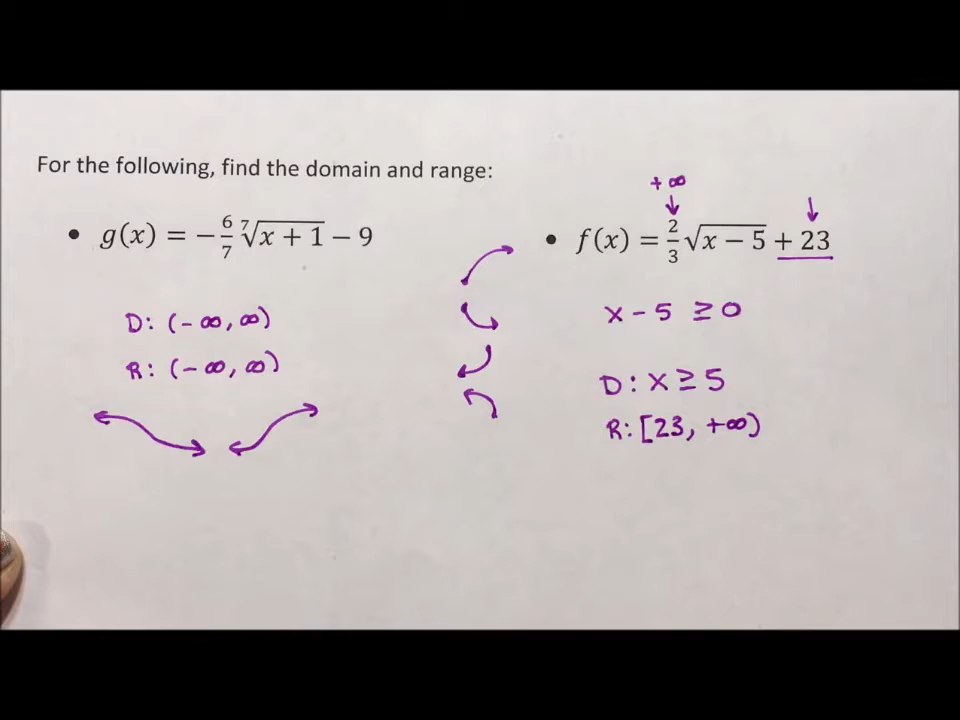 For the following, find the domain and range:
• g(x) = −6/7 ⁷√(x + 1) − 9
D: (-∞, ∞)
R: (-∞, ∞)
+∞
• f(x) = 2/3 √(x − 5) + 23
x - 5 ≥ 0
D: x ≥ 5
R: [23, +∞)